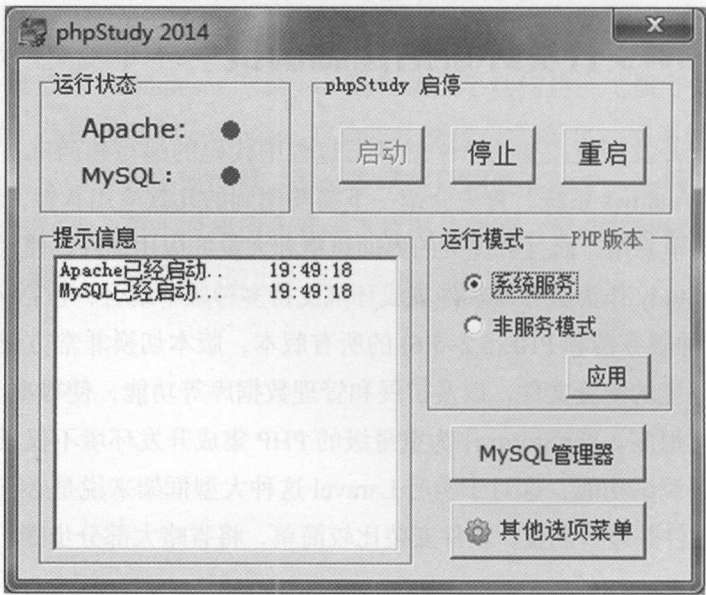 phpStudy 2014
运行状态
Apache:
MySQL:
phpStudy 启停
启动
停止
重启
提示信息
Apache已经启动... 19:49:18
MySQL已经启动... 19:49:18
运行模式 PHP版本
系统服务
非服务模式
应用
MySQL管理器
其他选项菜单